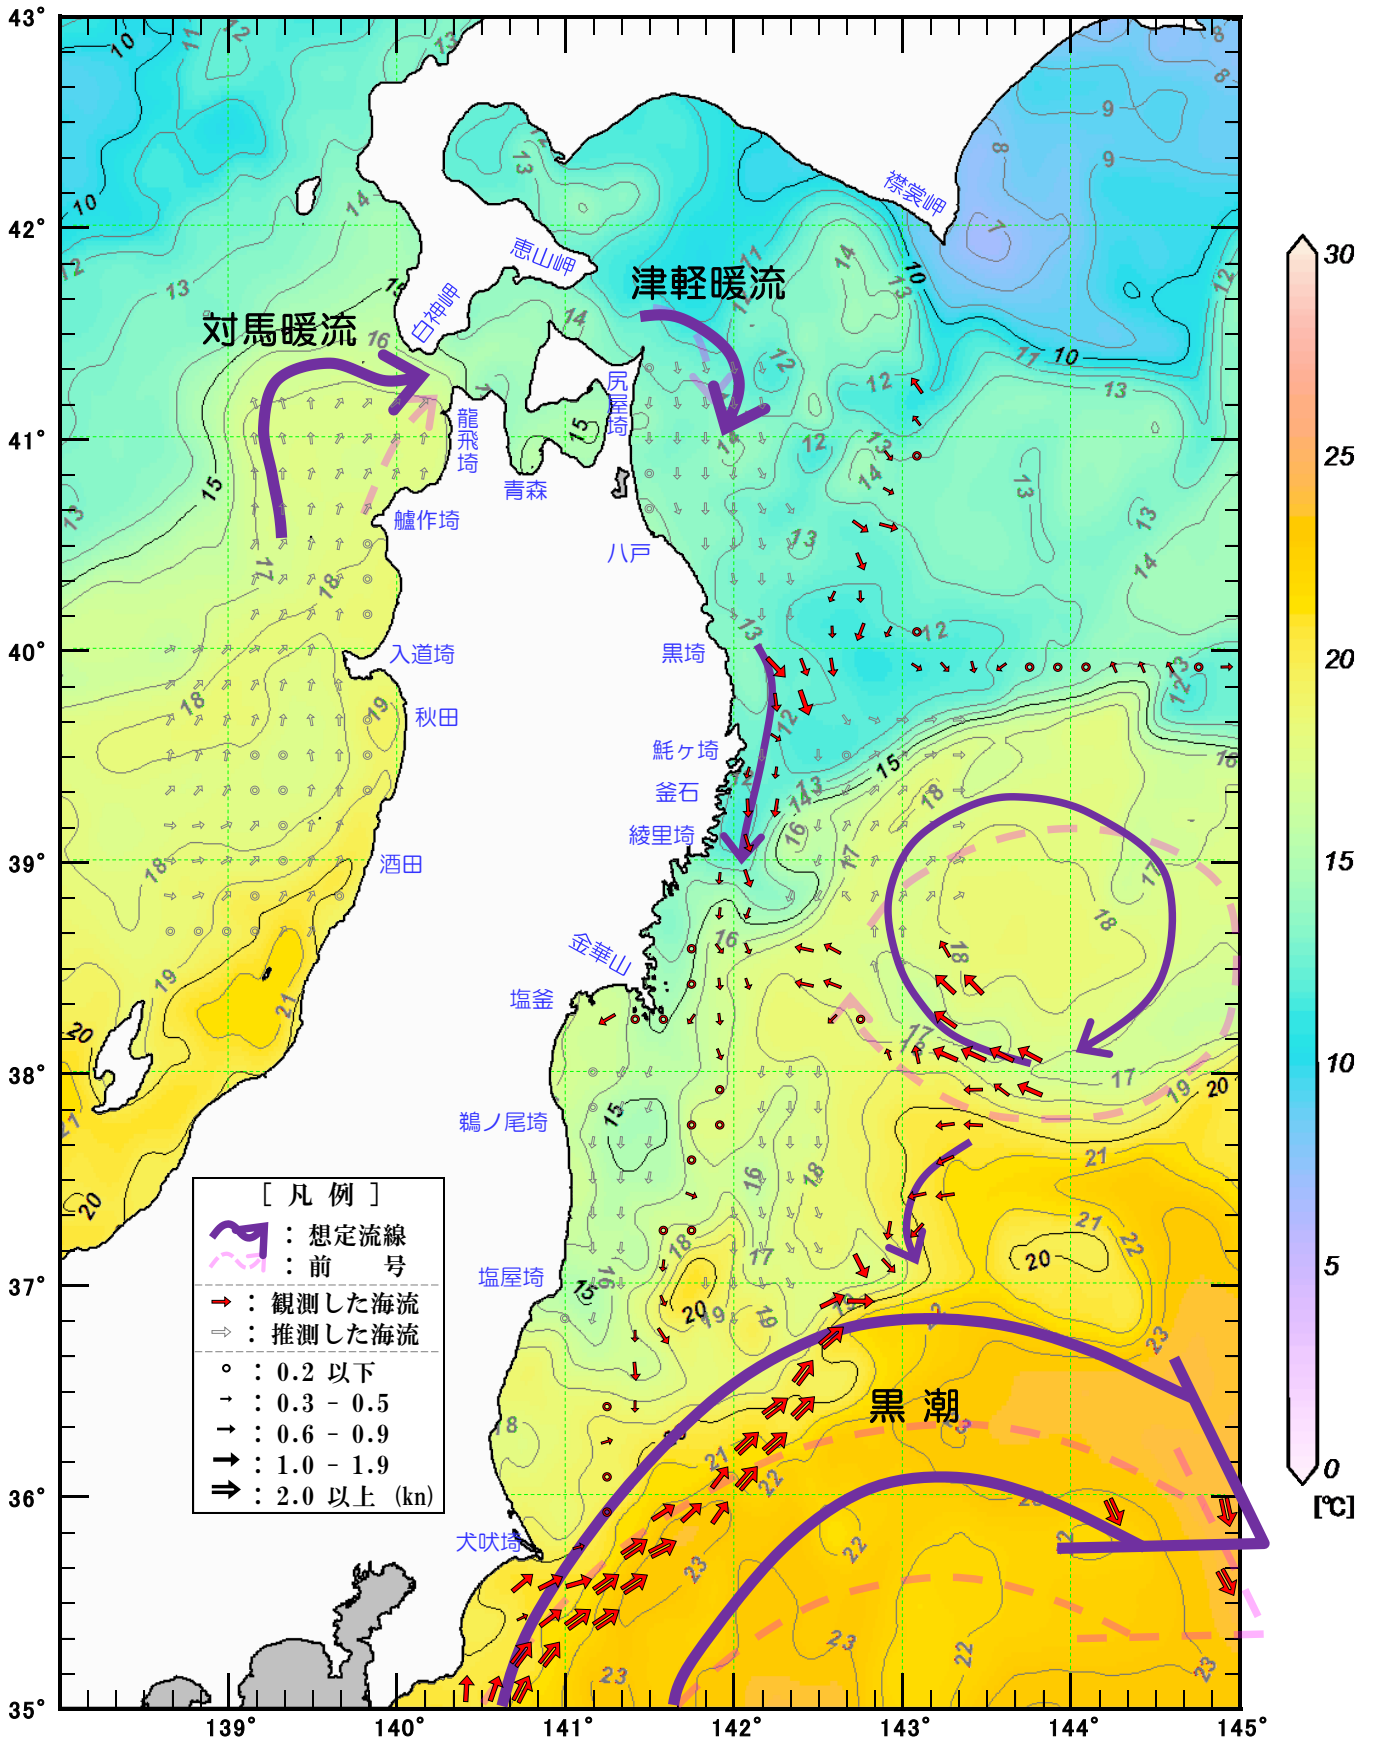 43°
42°
41°
40°
39°
38°
37°
36°
35°
139°
140°
141°
142°
143°
144°
145°
対馬暖流
津軽暖流
黒 潮
襟裳岬
恵山岬
白神岬
龍飛埼
尻屋埼
青森
艫作埼
八戸
入道埼
黒埼
秋田
魹ヶ埼
釜石
綾里埼
酒田
金華山
塩釜
鵜ノ尾埼
塩屋埼
犬吠埼
[ 凡 例 ]
: 想定流線
: 前 号
: 観測した海流
: 推測した海流
: 0.2 以下
: 0.3 - 0.5
: 0.6 - 0.9
: 1.0 - 1.9
: 2.0 以上 (kn)
30
25
20
15
10
5
0
[℃]